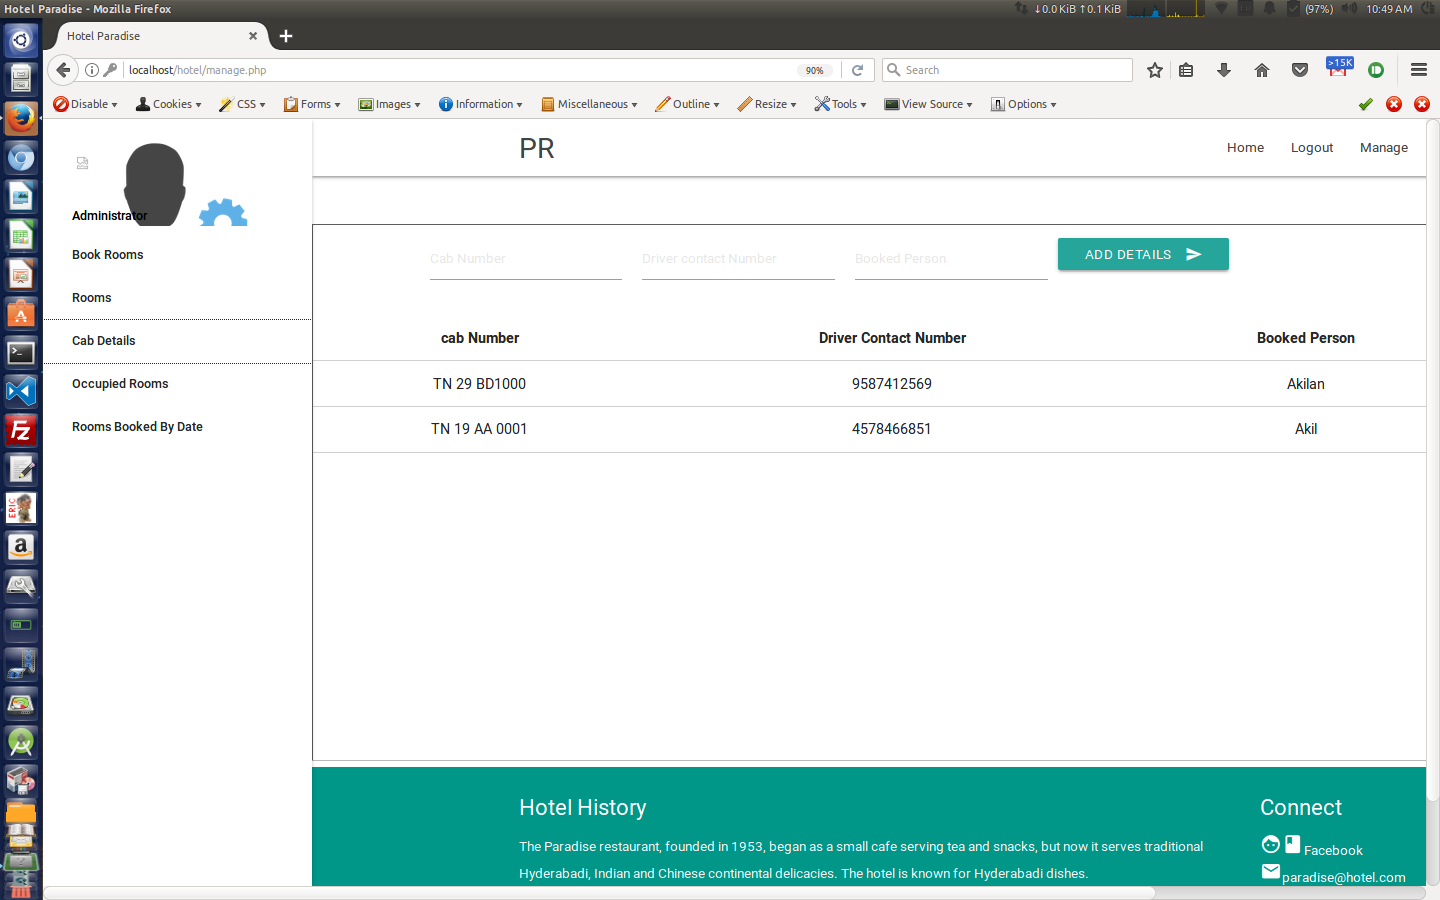 Hotel Paradise - Mozilla Firefox
↓0.0 KiB ↑0.1 KiB
(97%)
10:49 AM
Hotel Paradise
localhost/hotel/manage.php
90%
Search
>15K
Disable
Cookies
CSS
Forms
Images
Information
Miscellaneous
Outline
Resize
Tools
View Source
Options
PR
Home
Logout
Manage
Administrator
Book Rooms
Rooms
Cab Details
Occupied Rooms
Rooms Booked By Date
Cab Number
Driver contact Number
Booked Person
ADD DETAILS
cab Number Driver Contact Number Booked Person
TN 29 BD1000 9587412569 Akilan
TN 19 AA 0001 4578466851 Akil
ERIC
Hotel History
The Paradise restaurant, founded in 1953, began as a small cafe serving tea and snacks, but now it serves traditional
Hyderabadi, Indian and Chinese continental delicacies. The hotel is known for Hyderabadi dishes.
Connect
Facebook
paradise@hotel.com